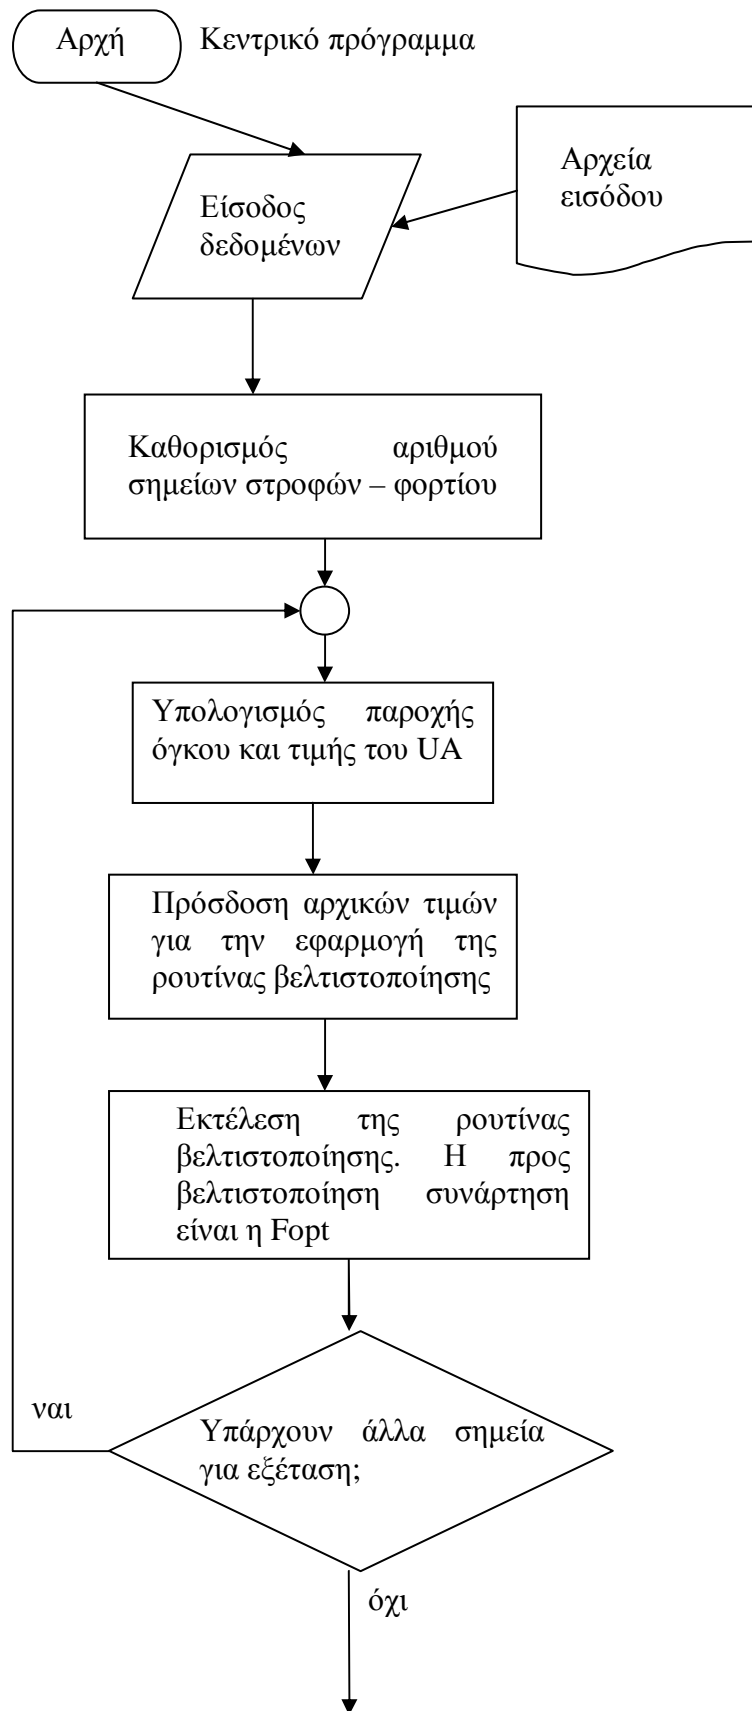 Αρχή
Κεντρικό πρόγραμμα
Αρχεία
εισόδου
Είσοδος
δεδομένων
Καθορισμός αριθμού
σημείων στροφών – φορτίου
Υπολογισμός παροχής
όγκου και τιμής του UA
Πρόσδοση αρχικών τιμών
για την εφαρμογή της
ρουτίνας βελτιστοποίησης
Εκτέλεση της ρουτίνας
βελτιστοποίησης. Η προς
βελτιστοποίηση συνάρτηση
είναι η Fopt
ναι
Υπάρχουν άλλα σημεία
για εξέταση;
όχι